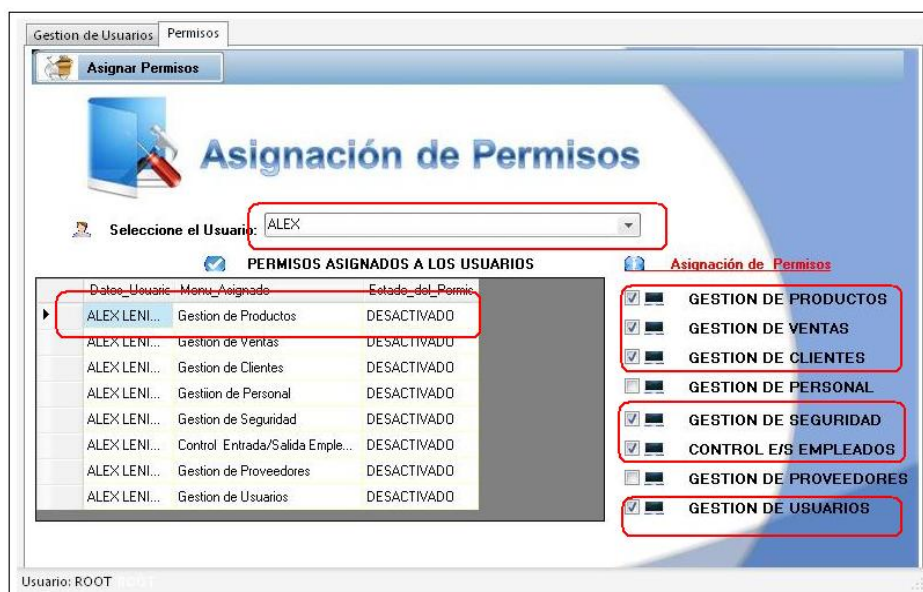 Gestion de Usuarios Permisos
Asignar Permisos
Asignación de Permisos
Seleccione el Usuario: ALEX
PERMISOS ASIGNADOS A LOS USUARIOS
Datos_Usuario Menu_Asignado Estado_del_Permis
ALEX LENI... Gestion de Productos DESACTIVADO
ALEX LENI... Gestion de Ventas DESACTIVADO
ALEX LENI... Gestion de Clientes DESACTIVADO
ALEX LENI... Gestiion de Personal DESACTIVADO
ALEX LENI... Gestion de Seguridad DESACTIVADO
ALEX LENI... Control Entrada/Salida Emple... DESACTIVADO
ALEX LENI... Gestion de Proveedores DESACTIVADO
ALEX LENI... Gestion de Usuarios DESACTIVADO
Asignación de Permisos
GESTION DE PRODUCTOS
GESTION DE VENTAS
GESTION DE CLIENTES
GESTION DE PERSONAL
GESTION DE SEGURIDAD
CONTROL E/S EMPLEADOS
GESTION DE PROVEEDORES
GESTION DE USUARIOS
Usuario: ROOT ROOT